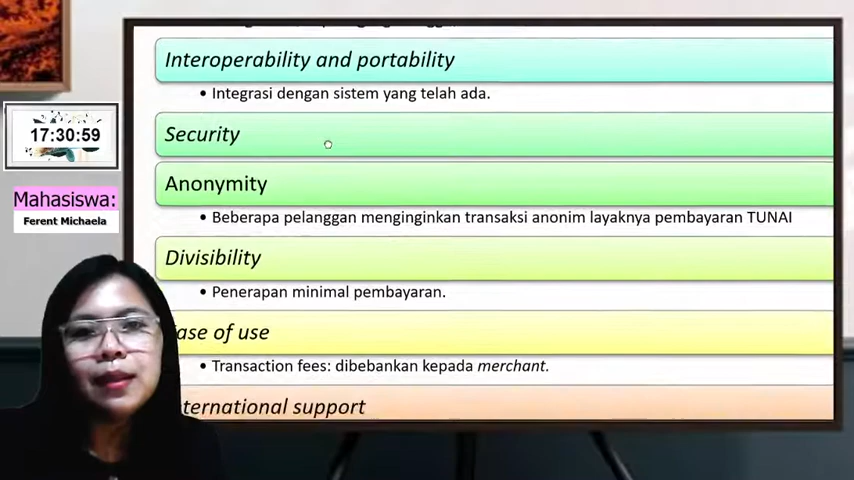 Interoperability and portability
• Integrasi dengan sistem yang telah ada.
Security
Anonymity
• Beberapa pelanggan menginginkan transaksi anonim layaknya pembayaran TUNAI
Divisibility
• Penerapan minimal pembayaran.
ase of use
• Transaction fees: dibebankan kepada merchant.
ternational support
17:30:59
Mahasiswa:
Ferent Michaela